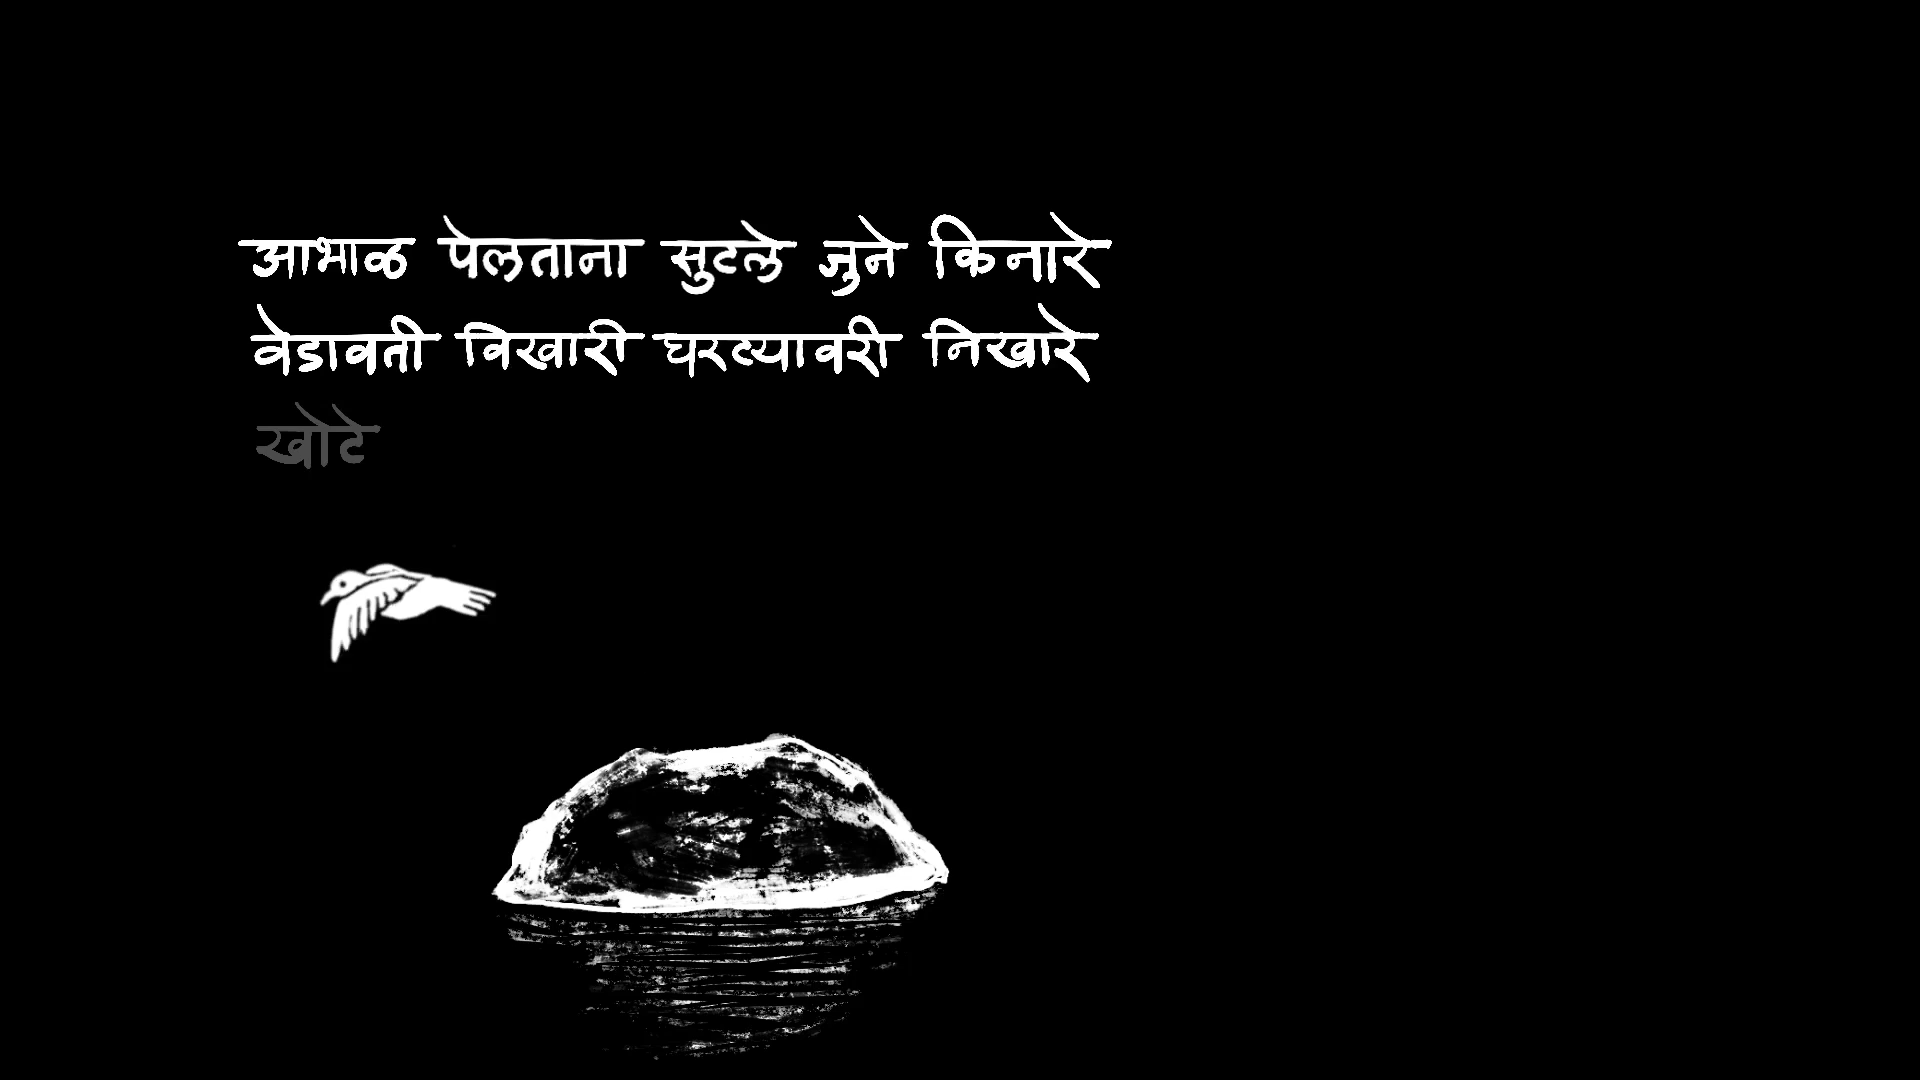 आभाळ पेलताना सुटले जुने किनारे
वेडावती विखारी घरट्यावरी निखारे
खोटे